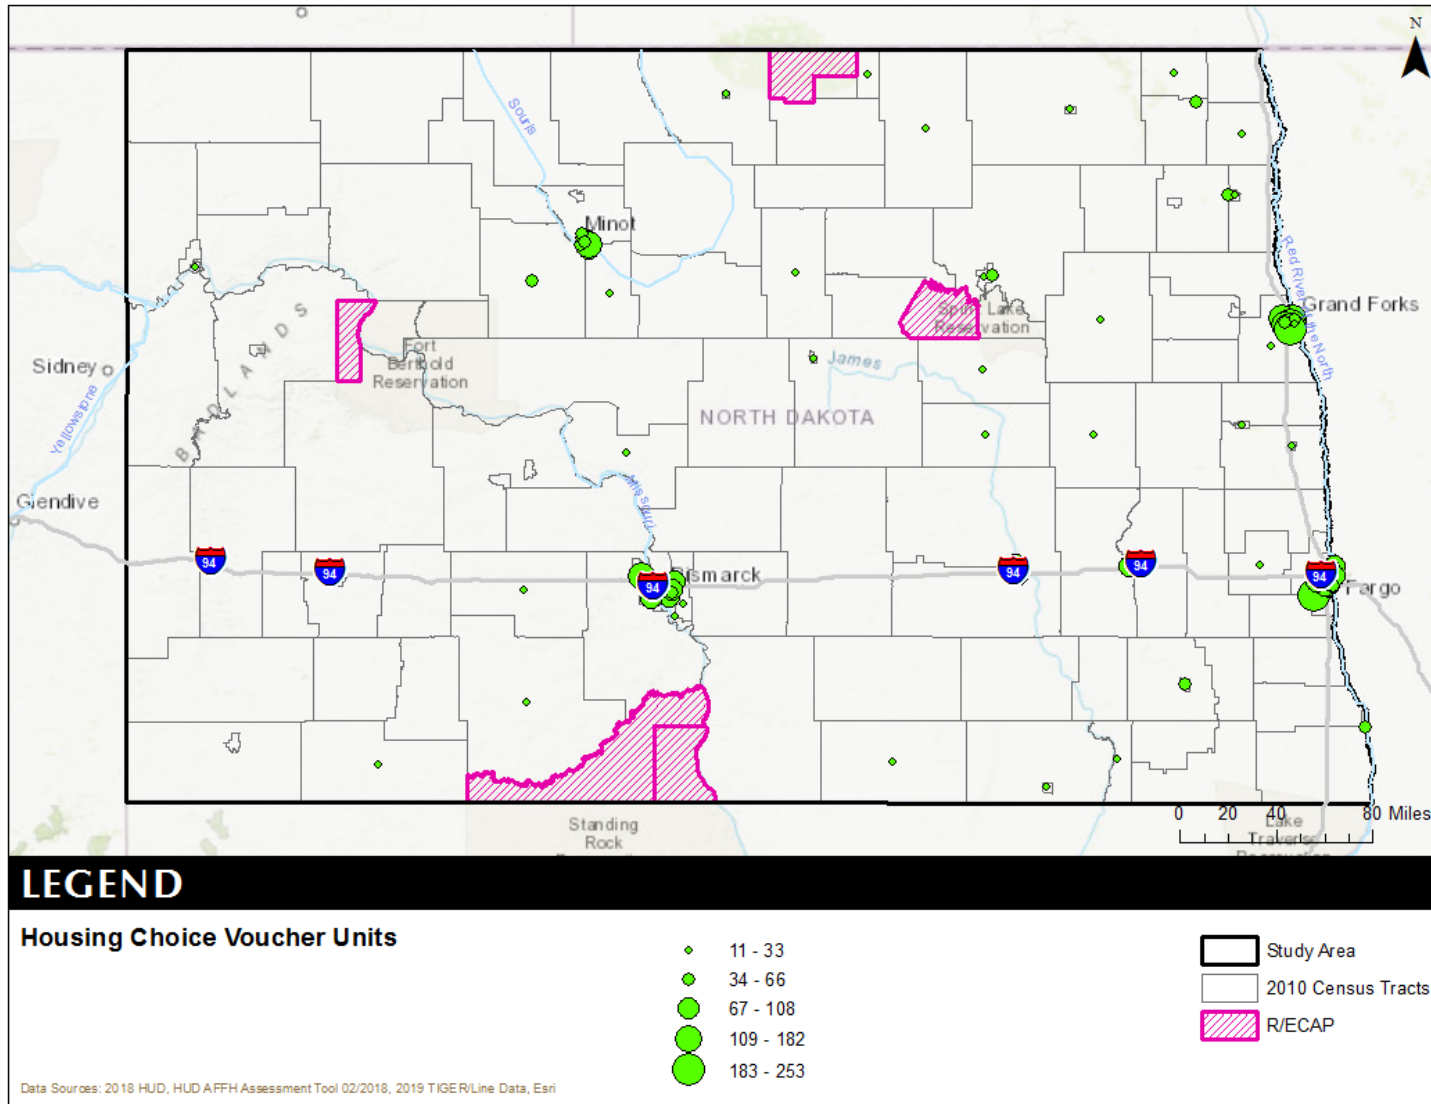 N
Souris
Minot
Red River of the North
Grand Forks
Spirit Lake
Reservation
Sidney
BADLANDS
Fort
Berthold
Reservation
James
Yellowstone
NORTH DAKOTA
Missouri
Glendive
94
94
94
94
94
94
Bismarck
Fargo
Standing
Rock
0 20 40 80 Miles
Lake
Traverse
Reservation
LEGEND
Housing Choice Voucher Units
11 - 33
34 - 66
67 - 108
109 - 182
183 - 253
Study Area
2010 Census Tracts
R/ECAP
Data Sources: 2018 HUD, HUD AFFH Assessment Tool 02/2018, 2019 TIGER/Line Data, Esri